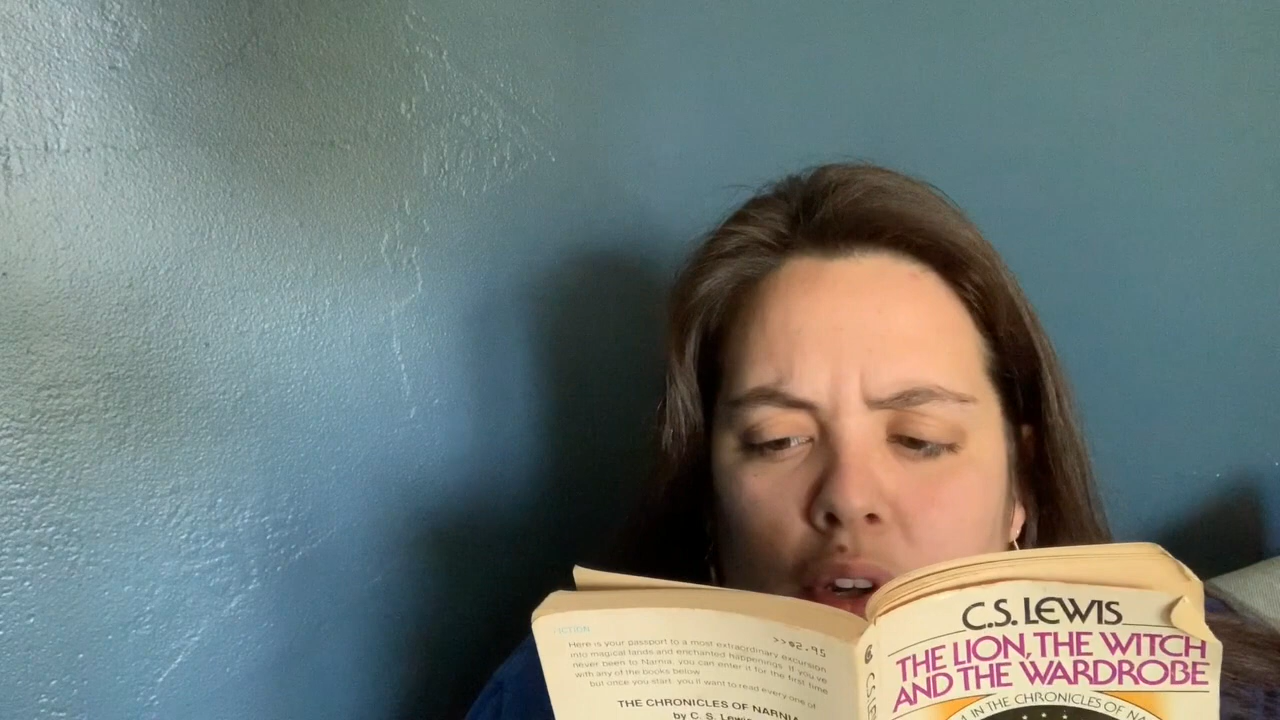 FICTION
>>$2.95
Here is your passport to a most extraordinary excursion
into magical lands and enchanted happenings. If you've
never been to Narnia, you can enter it for the first time
with any of the books below
but once you start, you'll want to read every one of
THE CHRONICLES OF NARNIA
by C. S. Lewis
C.S. LEWIS
THE LION, THE WITCH
AND THE WARDROBE
IN THE CHRONICLES OF
C.S.